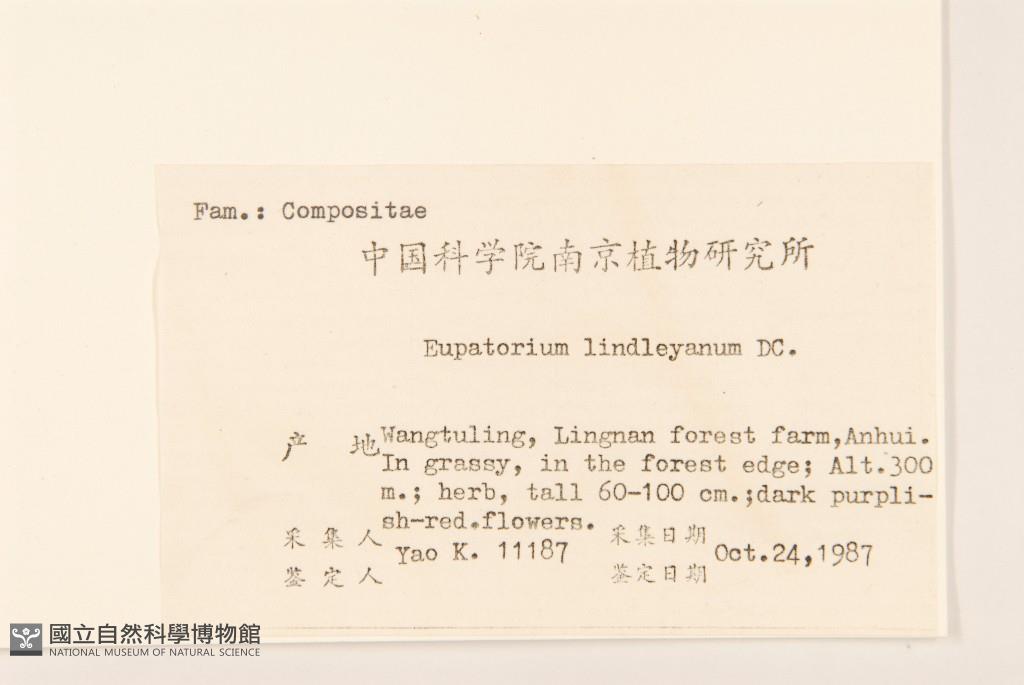 Fam.: Compositae
中国科学院南京植物研究所
Eupatorium lindleyanum DC.
产 地 Wangtuling, Lingnan forest farm,Anhui.
In grassy, in the forest edge; Alt.300
m.; herb, tall 60-100 cm.;dark purpli-
sh-red.flowers.
采 集 人 Yao K. 11187 采集日期 Oct.24,1987
鉴 定 人 鉴定日期
國立自然科學博物館
NATIONAL MUSEUM OF NATURAL SCIENCE